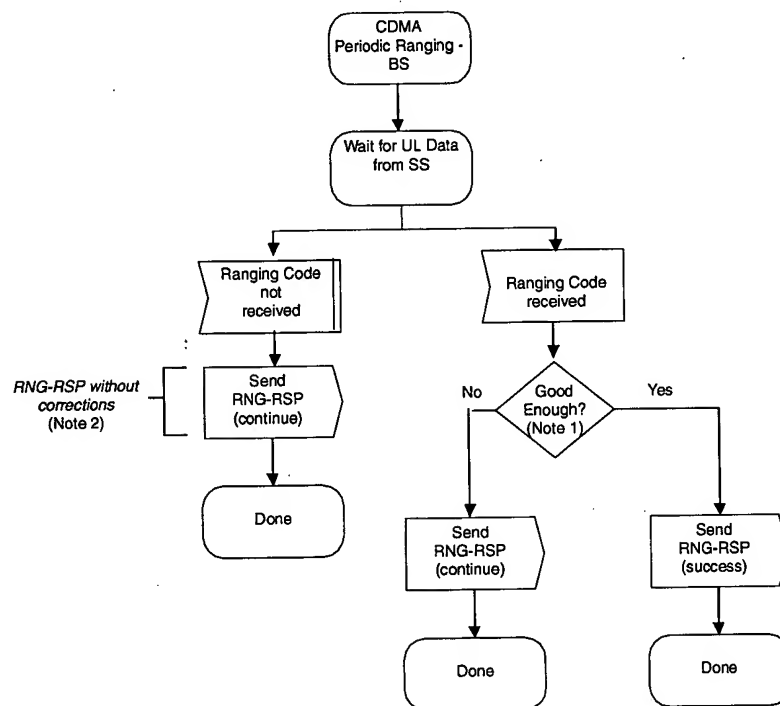 CDMA
Periodic Ranging -
BS
Wait for UL Data
from SS
Ranging Code
not
received
Ranging Code
received
RNG-RSP without
corrections
(Note 2)
Send
RNG-RSP
(continue)
No
Good
Enough?
(Note 1)
Yes
Done
Send
RNG-RSP
(continue)
Send
RNG-RSP
(success)
Done
Done